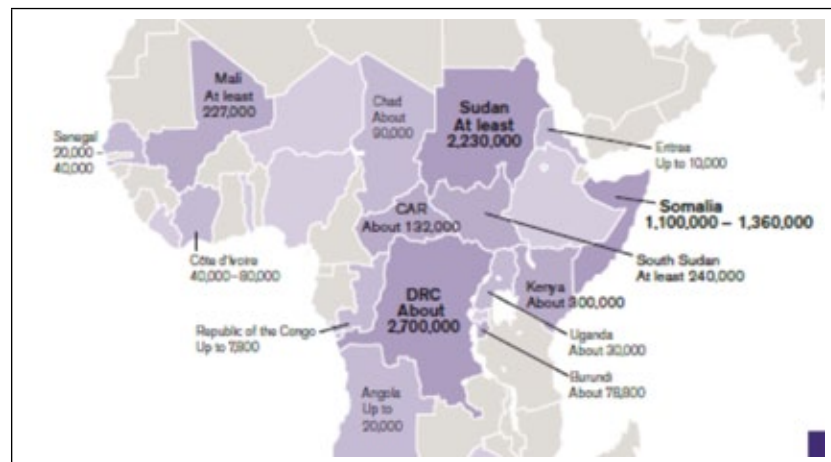 Mali
At least
227,000
Chad
About
90,000
Sudan
At least
2,230,000
Senegal
20,000 –
40,000
Eritrea
Up to 10,000
Somalia
1,100,000 – 1,360,000
CAR
About 132,000
South Sudan
At least 240,000
Côte d'Ivoire
40,000–80,000
DRC
About
2,700,000
Kenya
About 300,000
Republic of the Congo
Up to 7,800
Uganda
About 30,000
Burundi
About 78,800
Angola
Up to
20,000